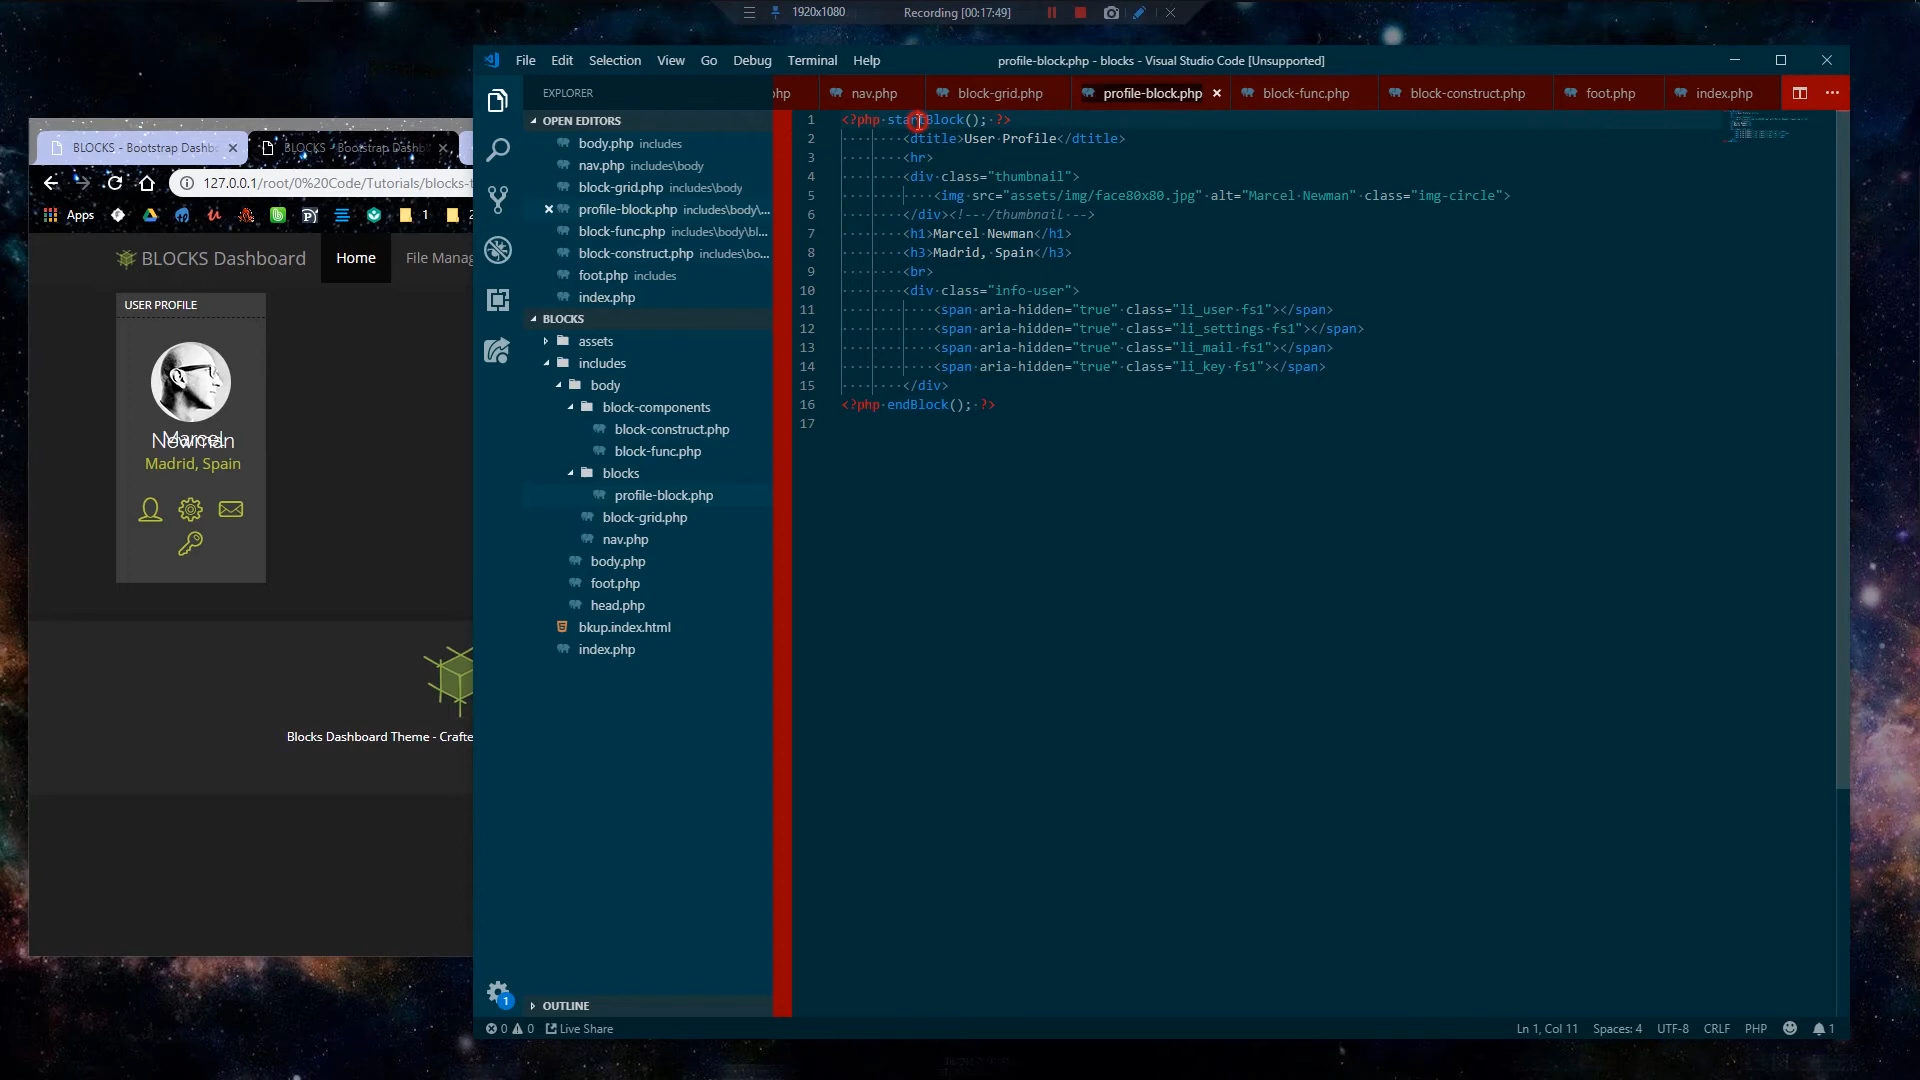 1920x1080
Recording [00:17:49]
File Edit Selection View Go Debug Terminal Help
profile-block.php - blocks - Visual Studio Code [Unsupported]
EXPLORER
hp
nav.php
block-grid.php
profile-block.php
block-func.php
block-construct.php
foot.php
index.php
OPEN EDITORS
body.php includes
nav.php includes\body
block-grid.php includes\body
profile-block.php includes\body\...
block-func.php includes\body\bl...
block-construct.php includes\bo...
foot.php includes
index.php
BLOCKS
assets
includes
body
block-components
block-construct.php
block-func.php
blocks
profile-block.php
block-grid.php
nav.php
body.php
foot.php
head.php
bkup.index.html
index.php
OUTLINE
1 <?php startBlock(); ?>
2 <dtitle>User Profile</dtitle>
3 <hr>
4 <div class="thumbnail">
5 <img src="assets/img/face80x80.jpg" alt="Marcel Newman" class="img-circle">
6 </div><!-- /thumbnail -->
7 <h1>Marcel Newman</h1>
8 <h3>Madrid, Spain</h3>
9 <br>
10 <div class="info-user">
11 <span aria-hidden="true" class="li_user fs1"></span>
12 <span aria-hidden="true" class="li_settings fs1"></span>
13 <span aria-hidden="true" class="li_mail fs1"></span>
14 <span aria-hidden="true" class="li_key fs1"></span>
15 </div>
16 <?php endBlock(); ?>
17
1
0 0 Live Share
Ln 1, Col 11 Spaces: 4 UTF-8 CRLF PHP 1
BLOCKS - Bootstrap Dashb
BLOCKS - Bootstrap Dashb
127.0.0.1/root/0%20Code/Tutorials/blocks-t
Apps
1
2
BLOCKS Dashboard
Home
File Manag
USER PROFILE
Marcel
Newman
Madrid, Spain
Blocks Dashboard Theme - Crafte